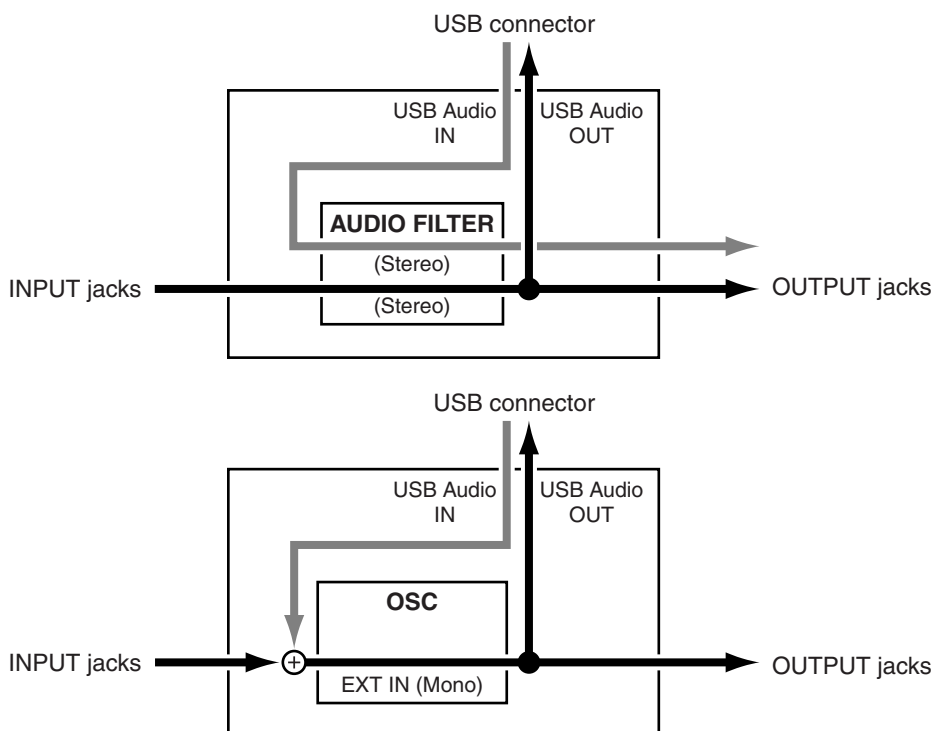 USB connector
USB Audio
IN
USB Audio
OUT
AUDIO FILTER
(Stereo)
INPUT jacks
(Stereo)
OUTPUT jacks
USB connector
USB Audio
IN
USB Audio
OUT
OSC
INPUT jacks
+
OUTPUT jacks
EXT IN (Mono)